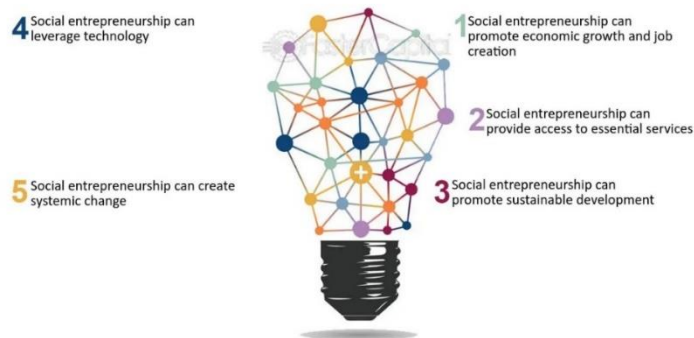 4 Social entrepreneurship can
leverage technology
1 Social entrepreneurship can
promote economic growth and job
creation
2 Social entrepreneurship can
provide access to essential services
5 Social entrepreneurship can create
systemic change
3 Social entrepreneurship can
promote sustainable development
FasterCapital